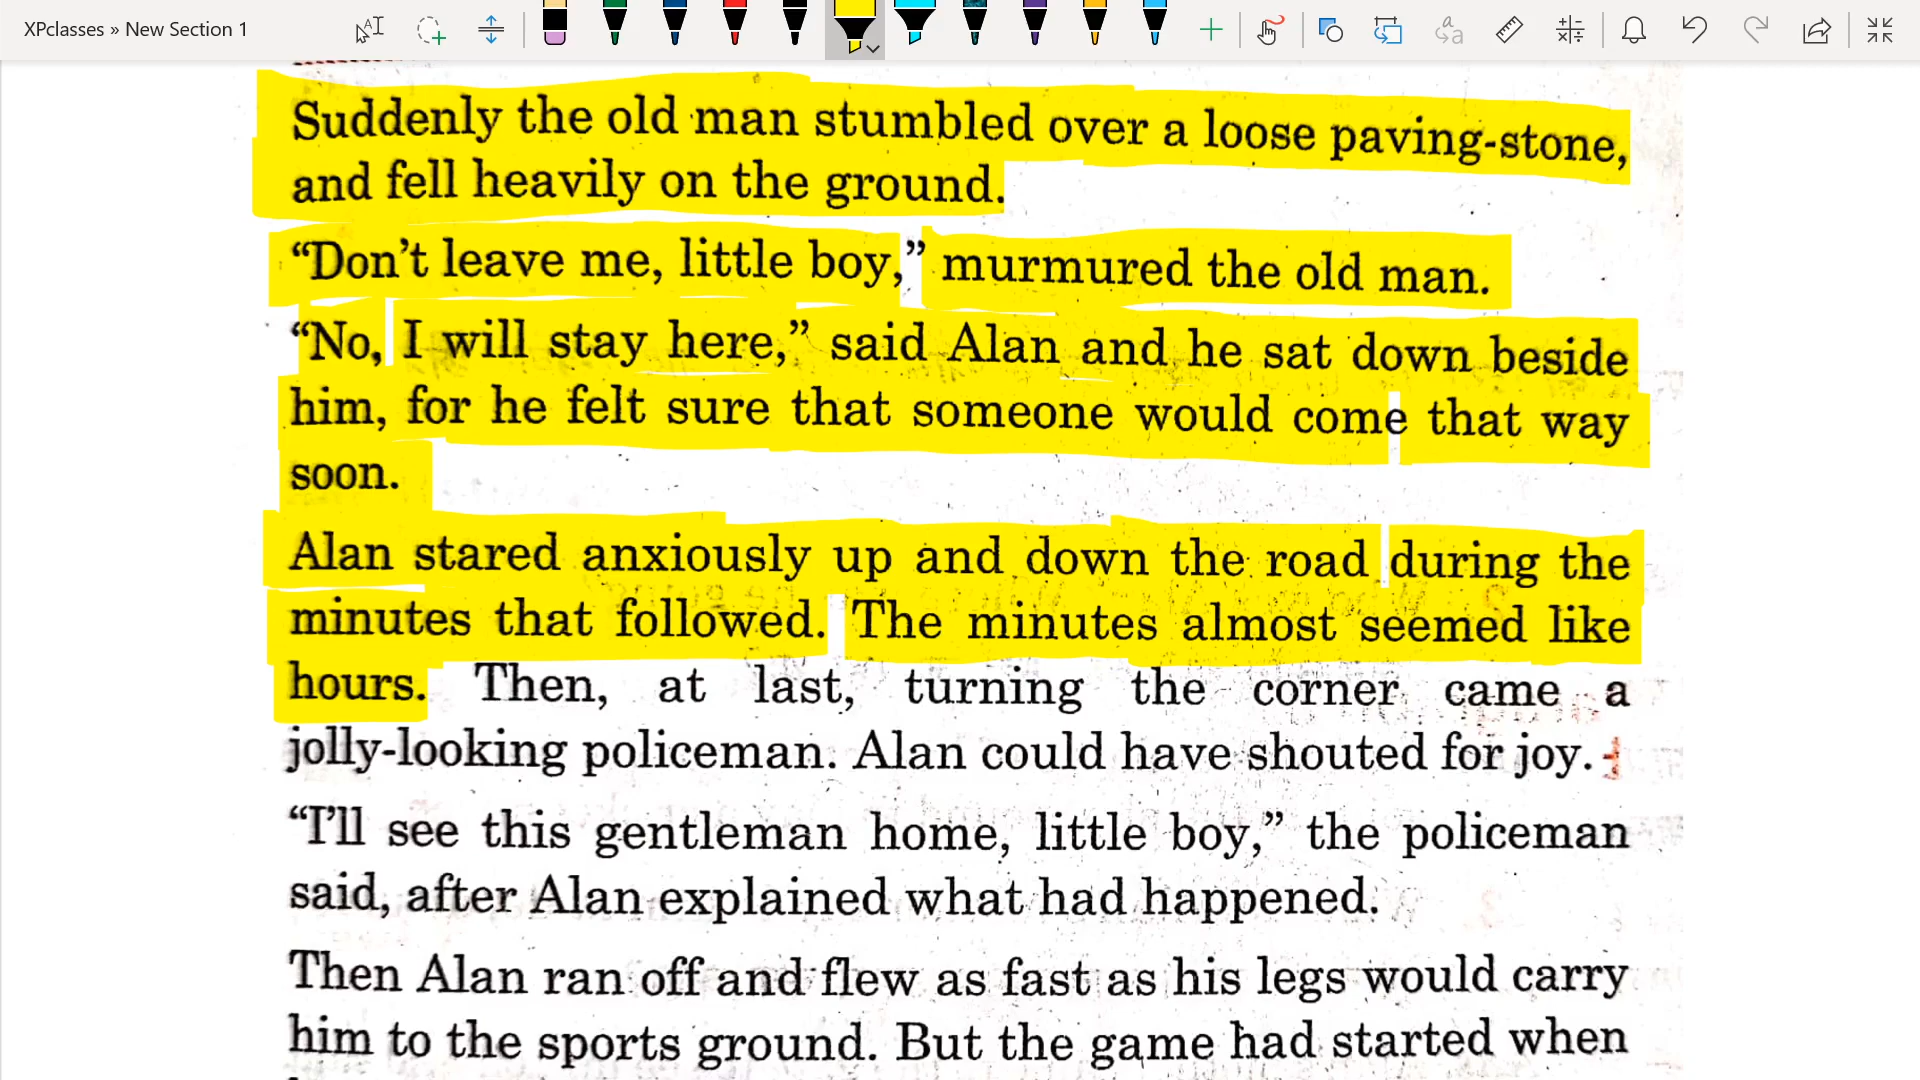 XPclasses » New Section 1
Suddenly the old man stumbled over a loose paving-stone,
and fell heavily on the ground.
“Don’t leave me, little boy,” murmured the old man.
“No, I will stay here,” said Alan and he sat down beside
him, for he felt sure that someone would come that way
soon.
Alan stared anxiously up and down the road during the
minutes that followed. The minutes almost seemed like
hours. Then, at last, turning the corner came a
jolly-looking policeman. Alan could have shouted for joy.
“I’ll see this gentleman home, little boy,” the policeman
said, after Alan explained what had happened.
Then Alan ran off and flew as fast as his legs would carry
him to the sports ground. But the game had started when